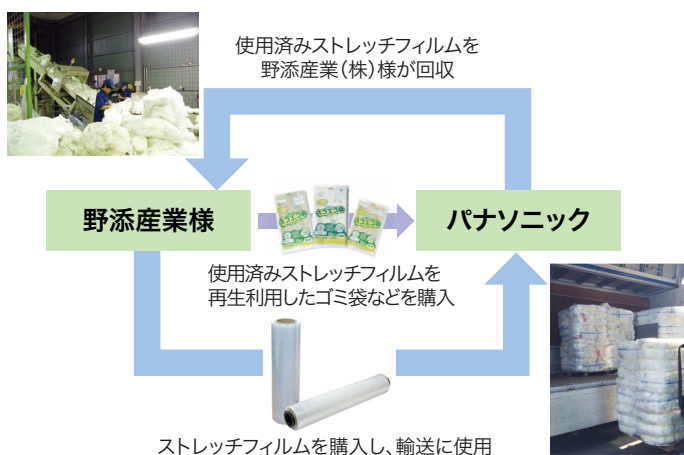 使用済みストレッチフィルムを
野添産業(株)様が回収
野添産業様
パナソニック
使用済みストレッチフィルムを
再生利用したゴミ袋などを購入
ストレッチフィルムを購入し、輸送に使用